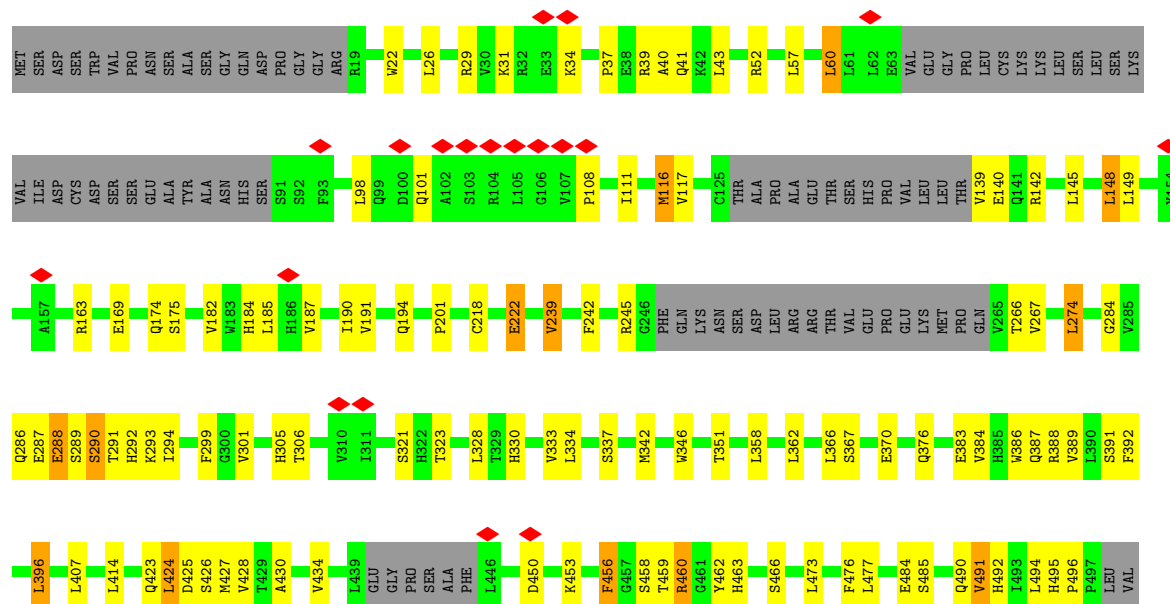 MET SER ASP SER TRP VAL PRO ASN SER ALA SER GLY GLN ASP PRO GLY GLY ARG R19 W22 L26 R29 V30 K31 R32 E33 K34 P37 E38 R39 A40 Q41 K42 L43 R52 L57 L60 L61 L62 E63 VAL GLU GLY PRO LEU CYS LYS LYS LEU SER LEU SER LYS
VAL ILE ASP CYS ASP SER SER GLU ALA TYR ALA ASN HIS SER S91 S92 F93 L98 Q99 D100 Q101 A102 S103 R104 L105 G106 V107 P108 I111 M116 V117 C125 THR ALA PRO ALA GLU THR SER HIS PRO VAL LEU LEU THR V139 E140 Q141 R142 L145 L148 L149
A157 R163 E169 Q174 S175 V182 W183 H184 L185 H186 V187 I190 V191 Q194 P201 C218 E222 V239 F242 R245 G246 PHE GLN LYS ASN SER ASP LEU ARG ARG THR VAL GLU PRO GLU LYS MET PRO GLN V265 T266 V267 L274 G284 V285
Q286 E287 E288 S289 S290 T291 H292 K293 I294 F299 G300 V301 H305 T306 V310 I311 S321 H322 T323 L328 T329 H330 V333 L334 S337 M342 W346 T351 L358 L362 L366 S367 E370 Q376 E383 V384 H385 W386 Q387 R388 V389 L390 S391 F392
L396 L407 L414 Q423 L424 D425 S426 M427 V428 T429 A430 V434 L439 GLU GLY PRO SER ALA PHE L446 D450 K453 F456 G457 S458 T459 R460 G461 Y462 H463 S466 L473 F476 L477 E484 S485 Q490 V491 H492 I493 L494 H495 P496 P497 LEU VAL